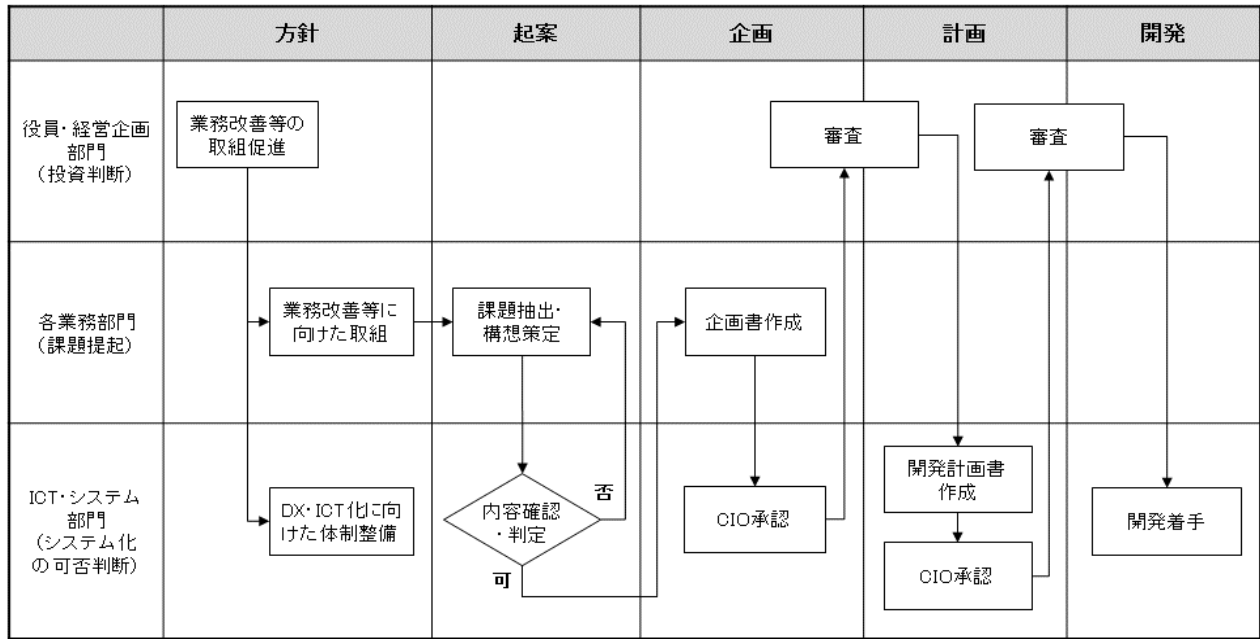 方針
起案
企画
計画
開発
役員・経営企画
部門
（投資判断）
業務改善等の
取組促進
審査
審査
各業務部門
（課題提起）
業務改善等に
向けた取組
課題抽出・
構想策定
企画書作成
ICT・システム
部門
（システム化
の可否判断）
DX・ICT化に向
けた体制整備
内容確認
・判定
否
可
CIO承認
開発計画書
作成
CIO承認
開発着手